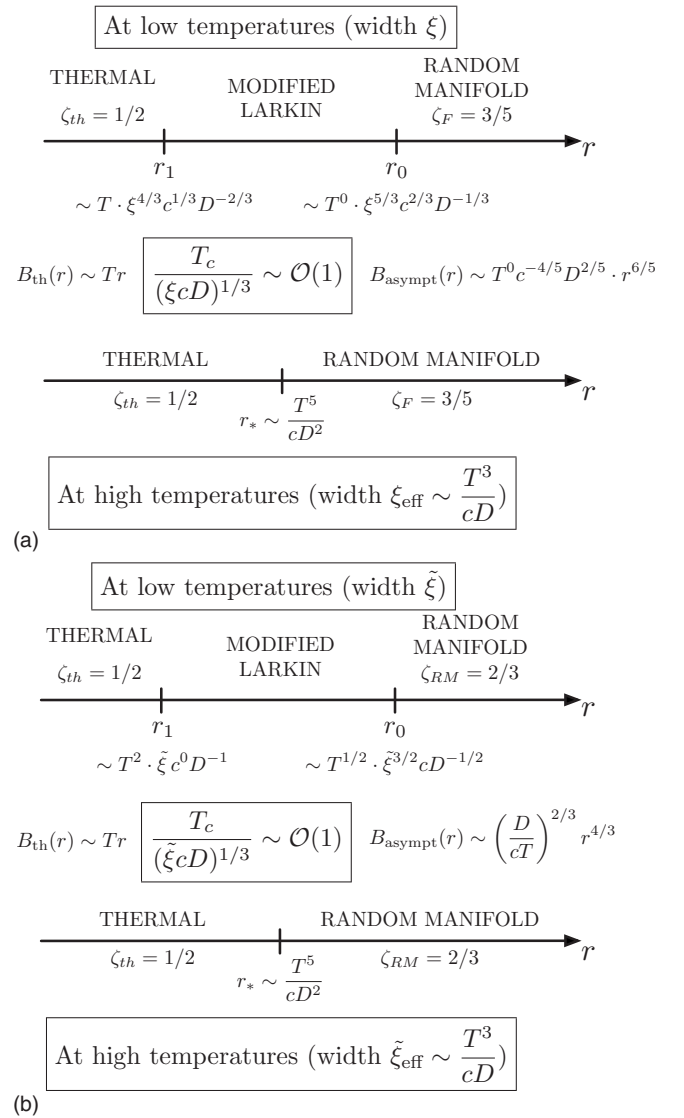 At low temperatures (width ξ)
THERMAL
MODIFIED LARKIN
RANDOM MANIFOLD
ζ_th = 1/2
ζ_F = 3/5
r_1
r_0
r
∼ T · ξ^{4/3} c^{1/3} D^{−2/3}
∼ T^0 · ξ^{5/3} c^{2/3} D^{−1/3}
B_th(r) ∼ Tr
T_c / (ξcD)^{1/3} ∼ O(1)
B_asympt(r) ∼ T^0 c^{−4/5} D^{2/5} · r^{6/5}
THERMAL
RANDOM MANIFOLD
r
ζ_th = 1/2
r_* ∼ T^5 / cD^2
ζ_F = 3/5
At high temperatures (width ξ_eff ∼ T^3 / cD)
(a)
At low temperatures (width ξ̃)
THERMAL
MODIFIED LARKIN
RANDOM MANIFOLD
ζ_th = 1/2
ζ_RM = 2/3
r_1
r_0
r
∼ T^2 · ξ̃ c^0 D^{−1}
∼ T^{1/2} · ξ̃^{3/2} c D^{−1/2}
B_th(r) ∼ Tr
T_c / (ξ̃cD)^{1/3} ∼ O(1)
B_asympt(r) ∼ (D / cT)^{2/3} r^{4/3}
THERMAL
RANDOM MANIFOLD
r
ζ_th = 1/2
r_* ∼ T^5 / cD^2
ζ_RM = 2/3
At high temperatures (width ξ̃_eff ∼ T^3 / cD)
(b)